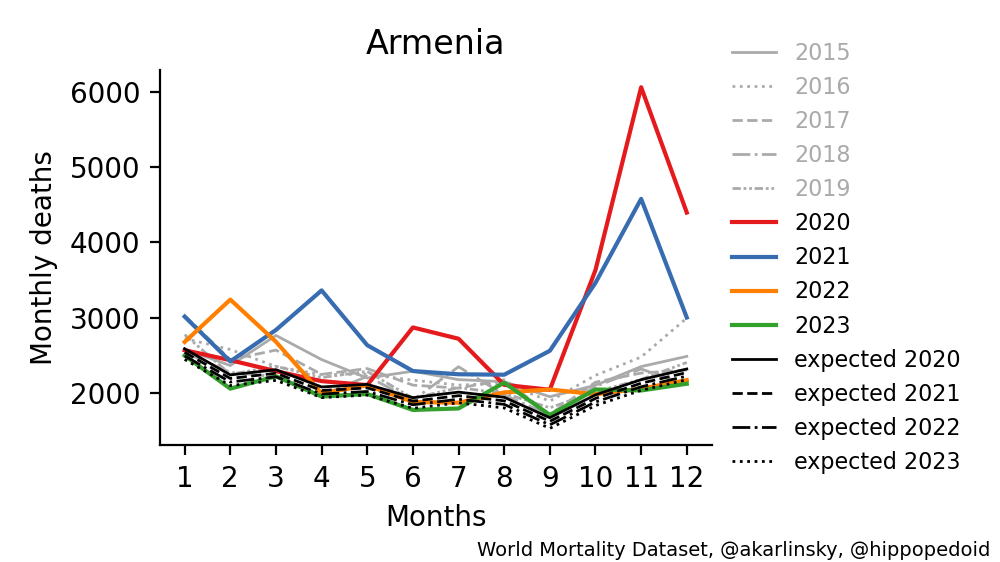 Armenia
Monthly deaths
6000
5000
4000
3000
2000
1 2 3 4 5 6 7 8 9 10 11 12
Months
2015
2016
2017
2018
2019
2020
2021
2022
2023
expected 2020
expected 2021
expected 2022
expected 2023
World Mortality Dataset, @akarlinsky, @hippopedoid